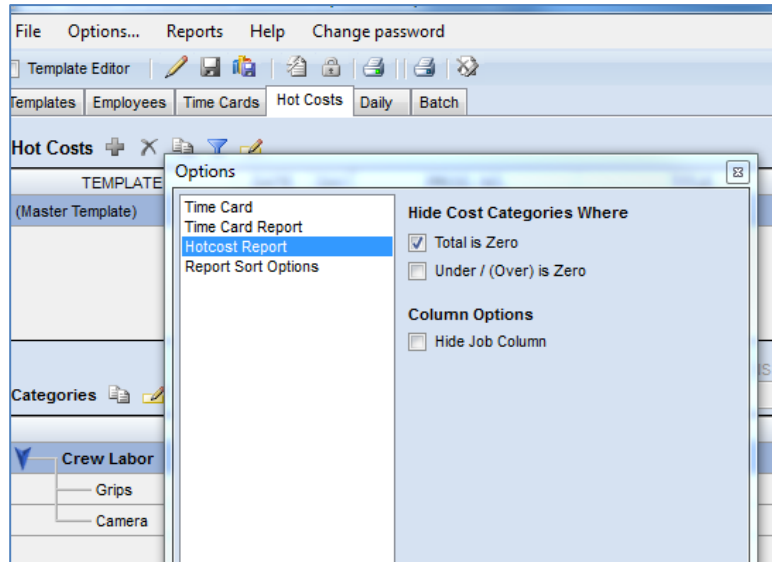 File Options... Reports Help Change password
Template Editor
Templates Employees Time Cards Hot Costs Daily Batch
Hot Costs
Options
TEMPLATE
(Master Template)
Time Card
Time Card Report
Hotcost Report
Report Sort Options
Hide Cost Categories Where
Total is Zero
Under / (Over) is Zero
Column Options
Hide Job Column
Categories
Crew Labor
Grips
Camera